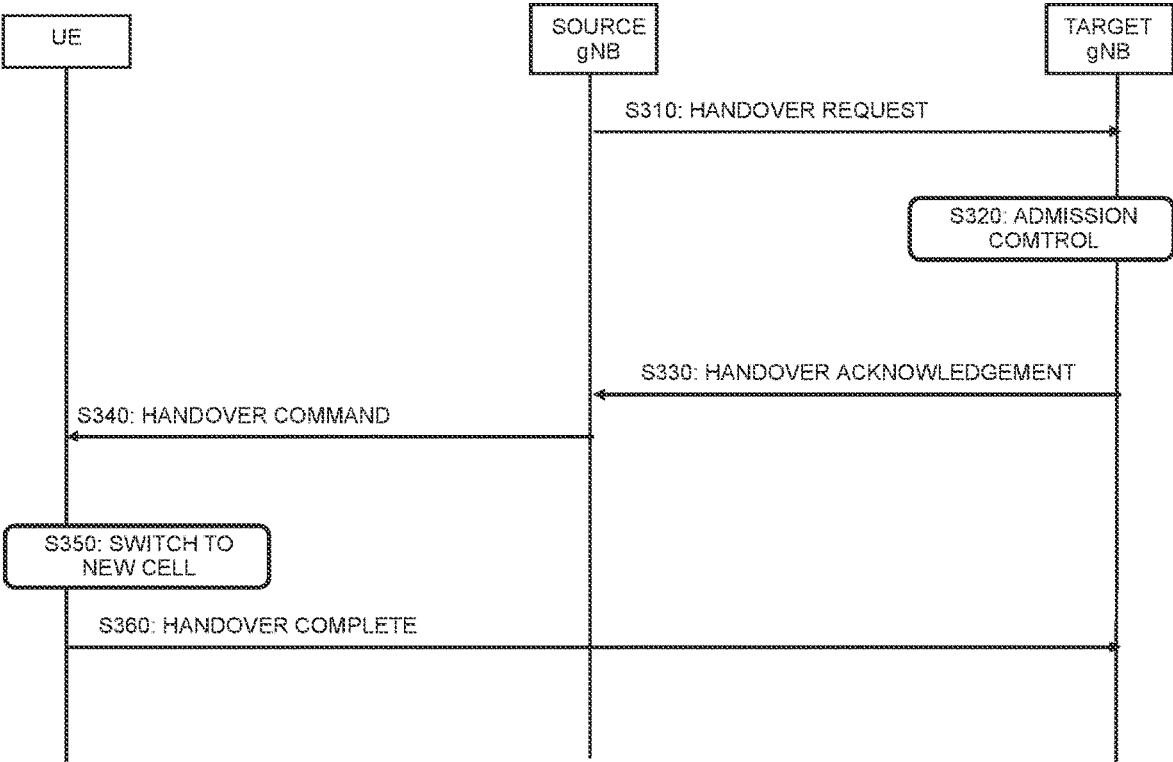 UE
SOURCE
gNB
TARGET
gNB
S310: HANDOVER REQUEST
S320: ADMISSION
COMTROL
S330: HANDOVER ACKNOWLEDGEMENT
S340: HANDOVER COMMAND
S350: SWITCH TO
NEW CELL
S360: HANDOVER COMPLETE